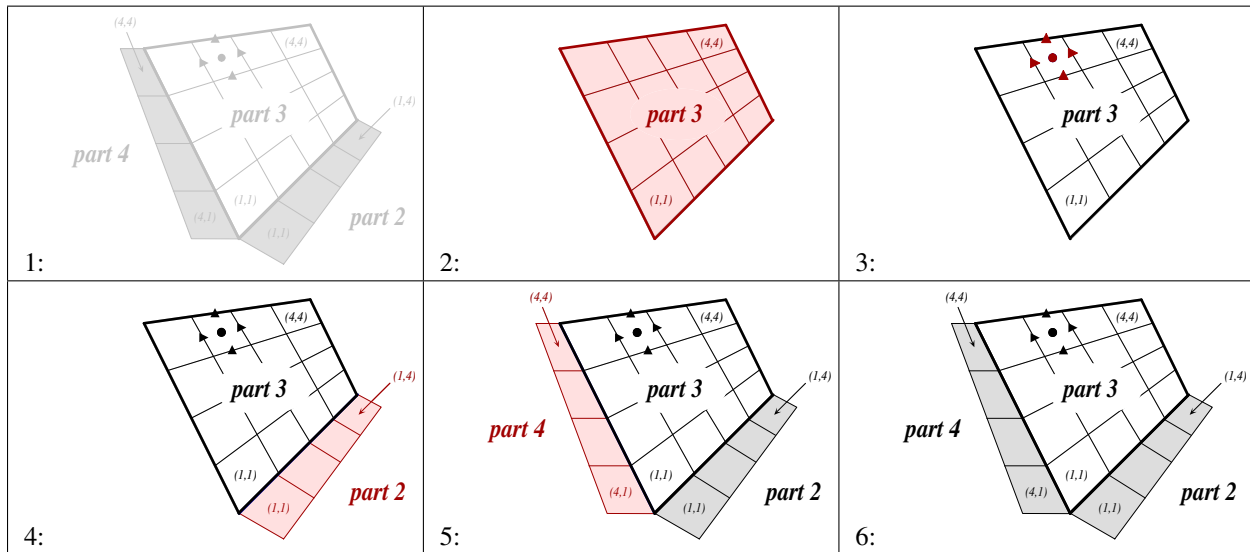 (4,4)
(4,4)
(1,4)
part 3
part 4
(4,1)
(1,1)
part 2
(1,1)
1:
(4,4)
part 3
(1,1)
2:
(4,4)
part 3
(1,1)
3:
(4,4)
(1,4)
part 3
(1,1)
part 2
(1,1)
4:
(4,4)
(4,4)
(1,4)
part 3
part 4
(1,1)
(4,1)
part 2
(1,1)
5:
(4,4)
(4,4)
(1,4)
part 3
part 4
(1,1)
(4,1)
part 2
(1,1)
6: